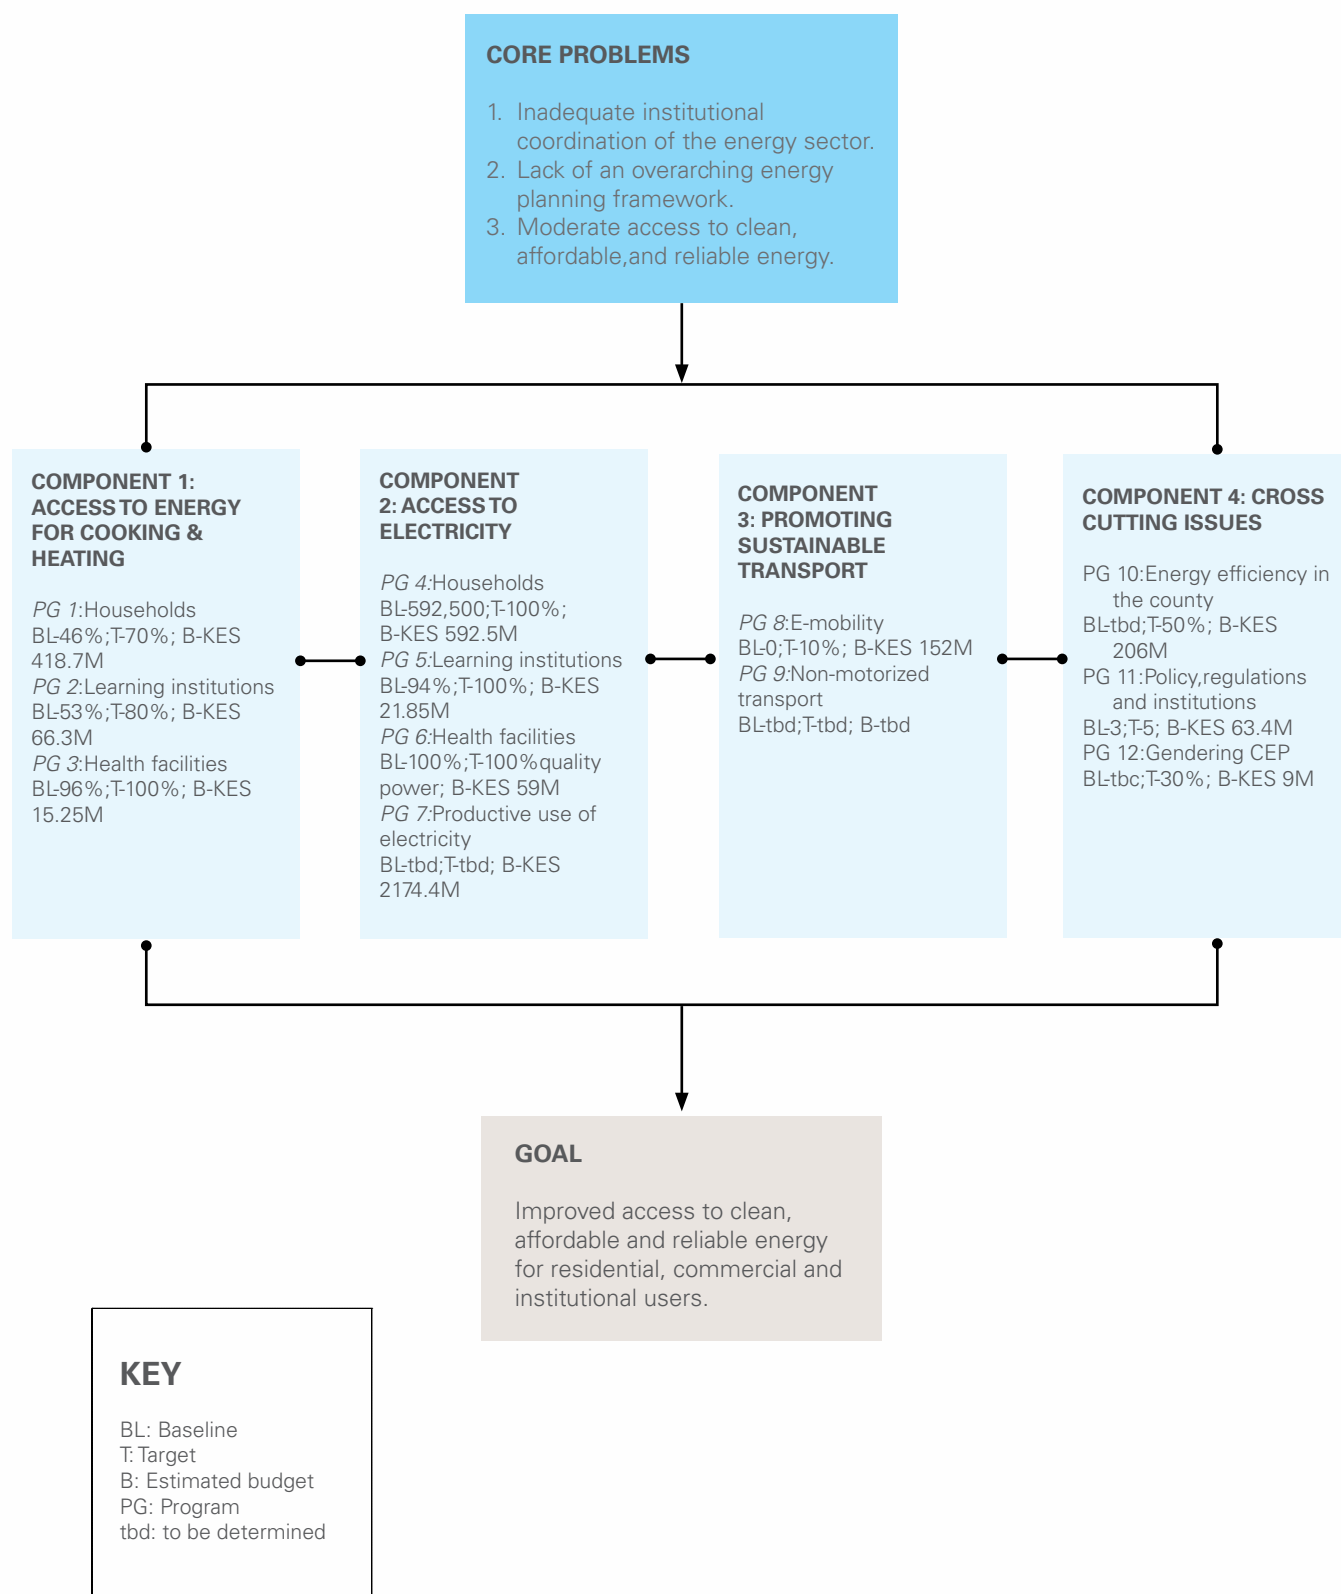 CORE PROBLEMS
1. Inadequate institutional
coordination of the energy sector.
2. Lack of an overarching energy
planning framework.
3. Moderate access to clean,
affordable,and reliable energy.
COMPONENT 1:
ACCESS TO ENERGY
FOR COOKING &
HEATING
PG 1:Households
BL-46%;T-70%; B-KES
418.7M
PG 2:Learning institutions
BL-53%;T-80%; B-KES
66.3M
PG 3:Health facilities
BL-96%;T-100%; B-KES
15.25M
COMPONENT
2: ACCESS TO
ELECTRICITY
PG 4:Households
BL-592,500;T-100%;
B-KES 592.5M
PG 5:Learning institutions
BL-94%;T-100%; B-KES
21.85M
PG 6:Health facilities
BL-100%;T-100%quality
power; B-KES 59M
PG 7:Productive use of
electricity
BL-tbd;T-tbd; B-KES
2174.4M
COMPONENT
3: PROMOTING
SUSTAINABLE
TRANSPORT
PG 8:E-mobility
BL-0;T-10%; B-KES 152M
PG 9:Non-motorized
transport
BL-tbd;T-tbd; B-tbd
COMPONENT 4: CROSS
CUTTING ISSUES
PG 10:Energy efficiency in
the county
BL-tbd;T-50%; B-KES
206M
PG 11:Policy,regulations
and institutions
BL-3;T-5; B-KES 63.4M
PG 12:Gendering CEP
BL-tbc;T-30%; B-KES 9M
GOAL
Improved access to clean,
affordable and reliable energy
for residential, commercial and
institutional users.
KEY
BL: Baseline
T: Target
B: Estimated budget
PG: Program
tbd: to be determined